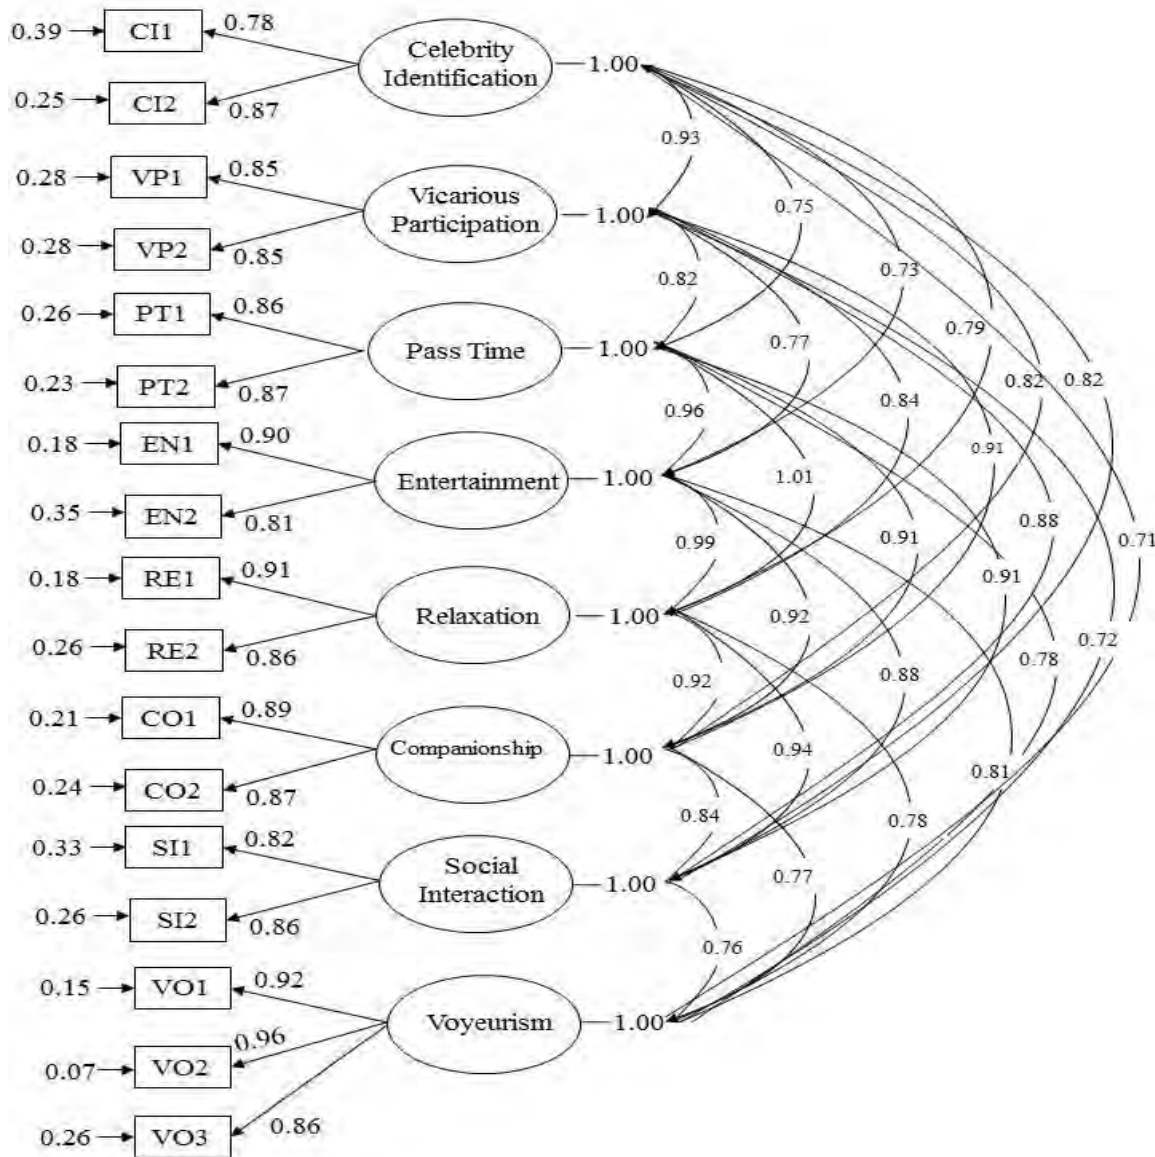 0.39
CI1
0.78
Celebrity
Identification
1.00
0.25
CI2
0.87
0.93
0.28
VP1
0.85
Vicarious
Participation
1.00
0.75
0.28
VP2
0.85
0.82
0.73
0.26
PT1
0.86
Pass Time
1.00
0.77
0.79
0.82
0.82
0.23
PT2
0.87
0.96
0.84
0.18
EN1
0.90
Entertainment
1.00
1.01
0.91
0.35
EN2
0.81
0.99
0.91
0.88
0.71
0.18
RE1
0.91
Relaxation
1.00
0.92
0.91
0.26
RE2
0.86
0.92
0.88
0.78
0.72
0.21
CO1
0.89
Companionship
1.00
0.94
0.24
CO2
0.87
0.84
0.78
0.81
0.33
SI1
0.82
Social
Interaction
1.00
0.77
0.26
SI2
0.86
0.76
0.15
VO1
0.92
Voyeurism
1.00
0.07
VO2
0.96
0.26
VO3
0.86